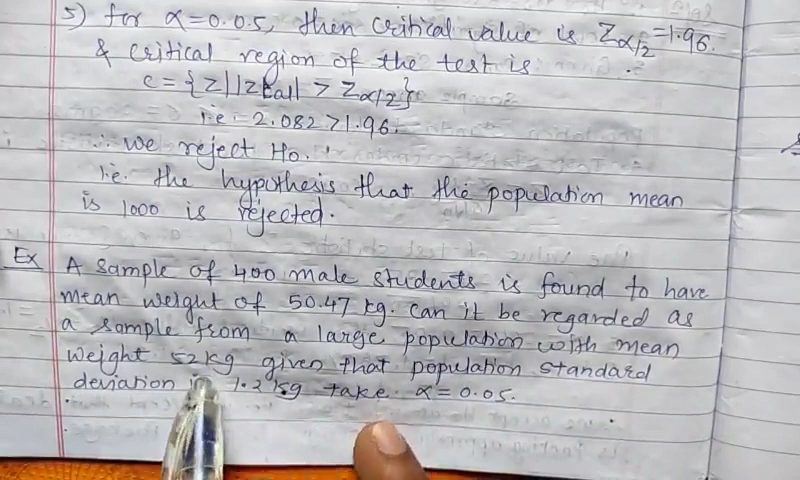 5) for α=0.05, then critical value is Zα/2=1.96.
& critical region of the test is
c = {z||zcal| > zα/2}
i.e. 2.082>1.96.
∴ we reject Ho.
i.e. the hypothesis that the population mean
is 1000 is rejected.
Ex A sample of 400 male students is found to have
mean weight of 50.47 kg. can it be regarded as
a sample from a large population with mean
weight 52kg given that population standard
deviation 1.2 kg take α=0.05.